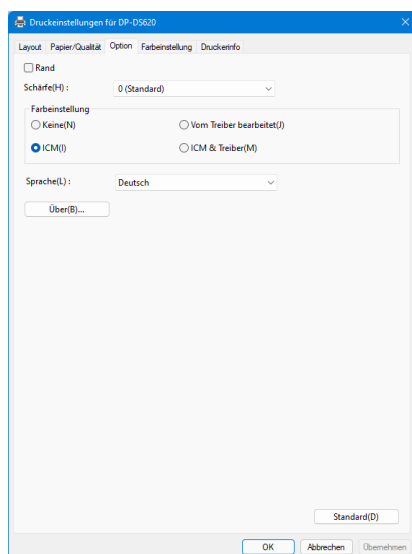 Druckeinstellungen für DP-DS620
Layout Papier/Qualität Option Farbeinstellung Druckerinfo
Rand
Schärfe(H) : 0 (Standard)
Farbeinstellung
Keine(N) Vom Treiber bearbeitet(J)
ICM(I) ICM & Treiber(M)
Sprache(L) : Deutsch
Über(B)...
Standard(D)
OK Abbrechen Übernehmen